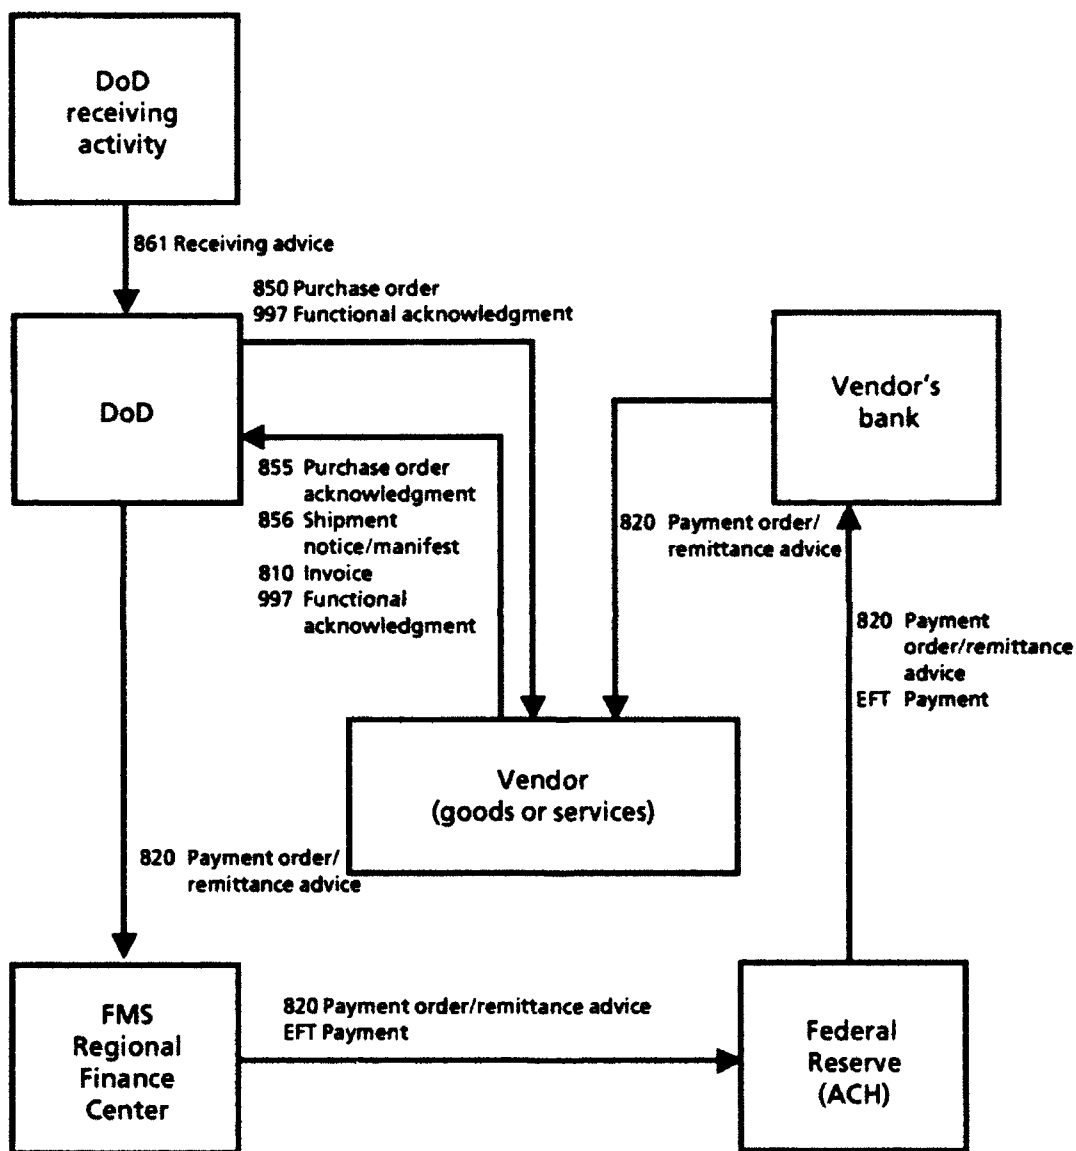 DoD
receiving
activity
861 Receiving advice
850 Purchase order
997 Functional acknowledgment
DoD
Vendor's
bank
855 Purchase order
acknowledgment
856 Shipment
notice/manifest
810 Invoice
997 Functional
acknowledgment
820 Payment order/
remittance advice
820 Payment
order/remittance
advice
EFT Payment
Vendor
(goods or services)
820 Payment order/
remittance advice
FMS
Regional
Finance
Center
820 Payment order/remittance advice
EFT Payment
Federal
Reserve
(ACH)